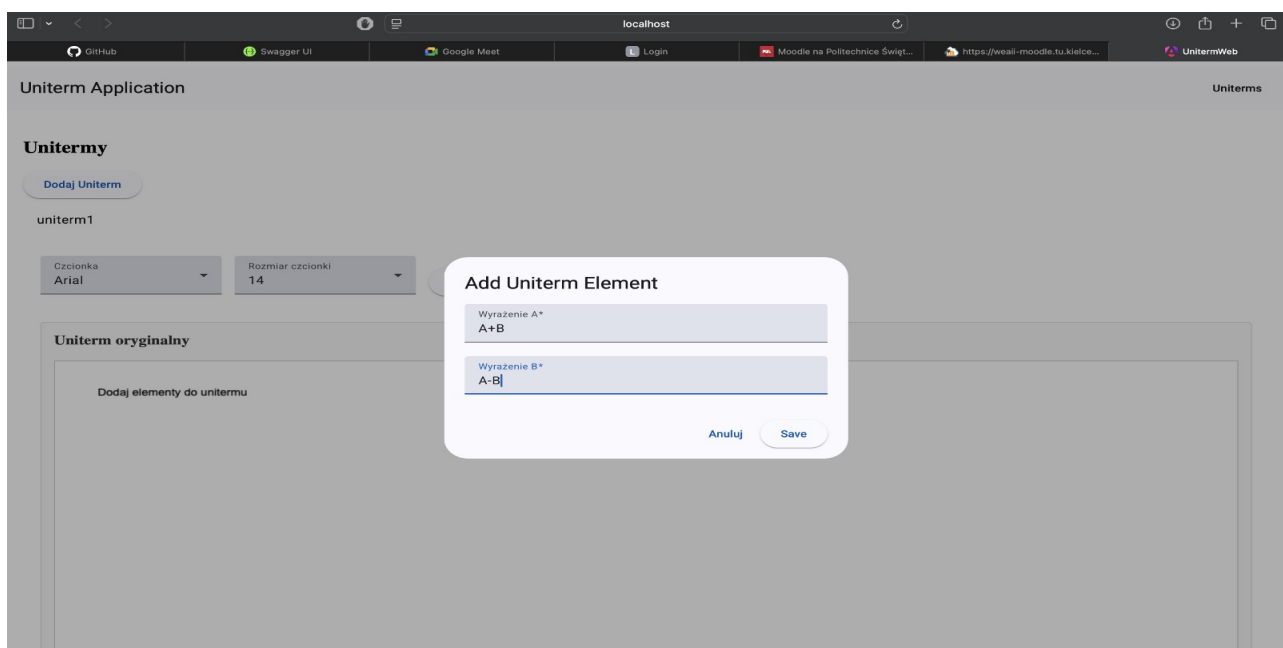 localhost
GitHub
Swagger UI
Google Meet
L Login
Moodle na Politechnice Święt...
https://weaii-moodle.tu.kielce...
UnitermWeb
Uniterm Application
Uniterms
Unitermy
Dodaj Uniterm
uniterm1
Czcionka
Arial
Rozmiar czcionki
14
Add Uniterm Element
Wyrażenie A*
A+B
Wyrażenie B*
A-B
Anuluj
Save
Uniterm oryginalny
Dodaj elementy do unitermu